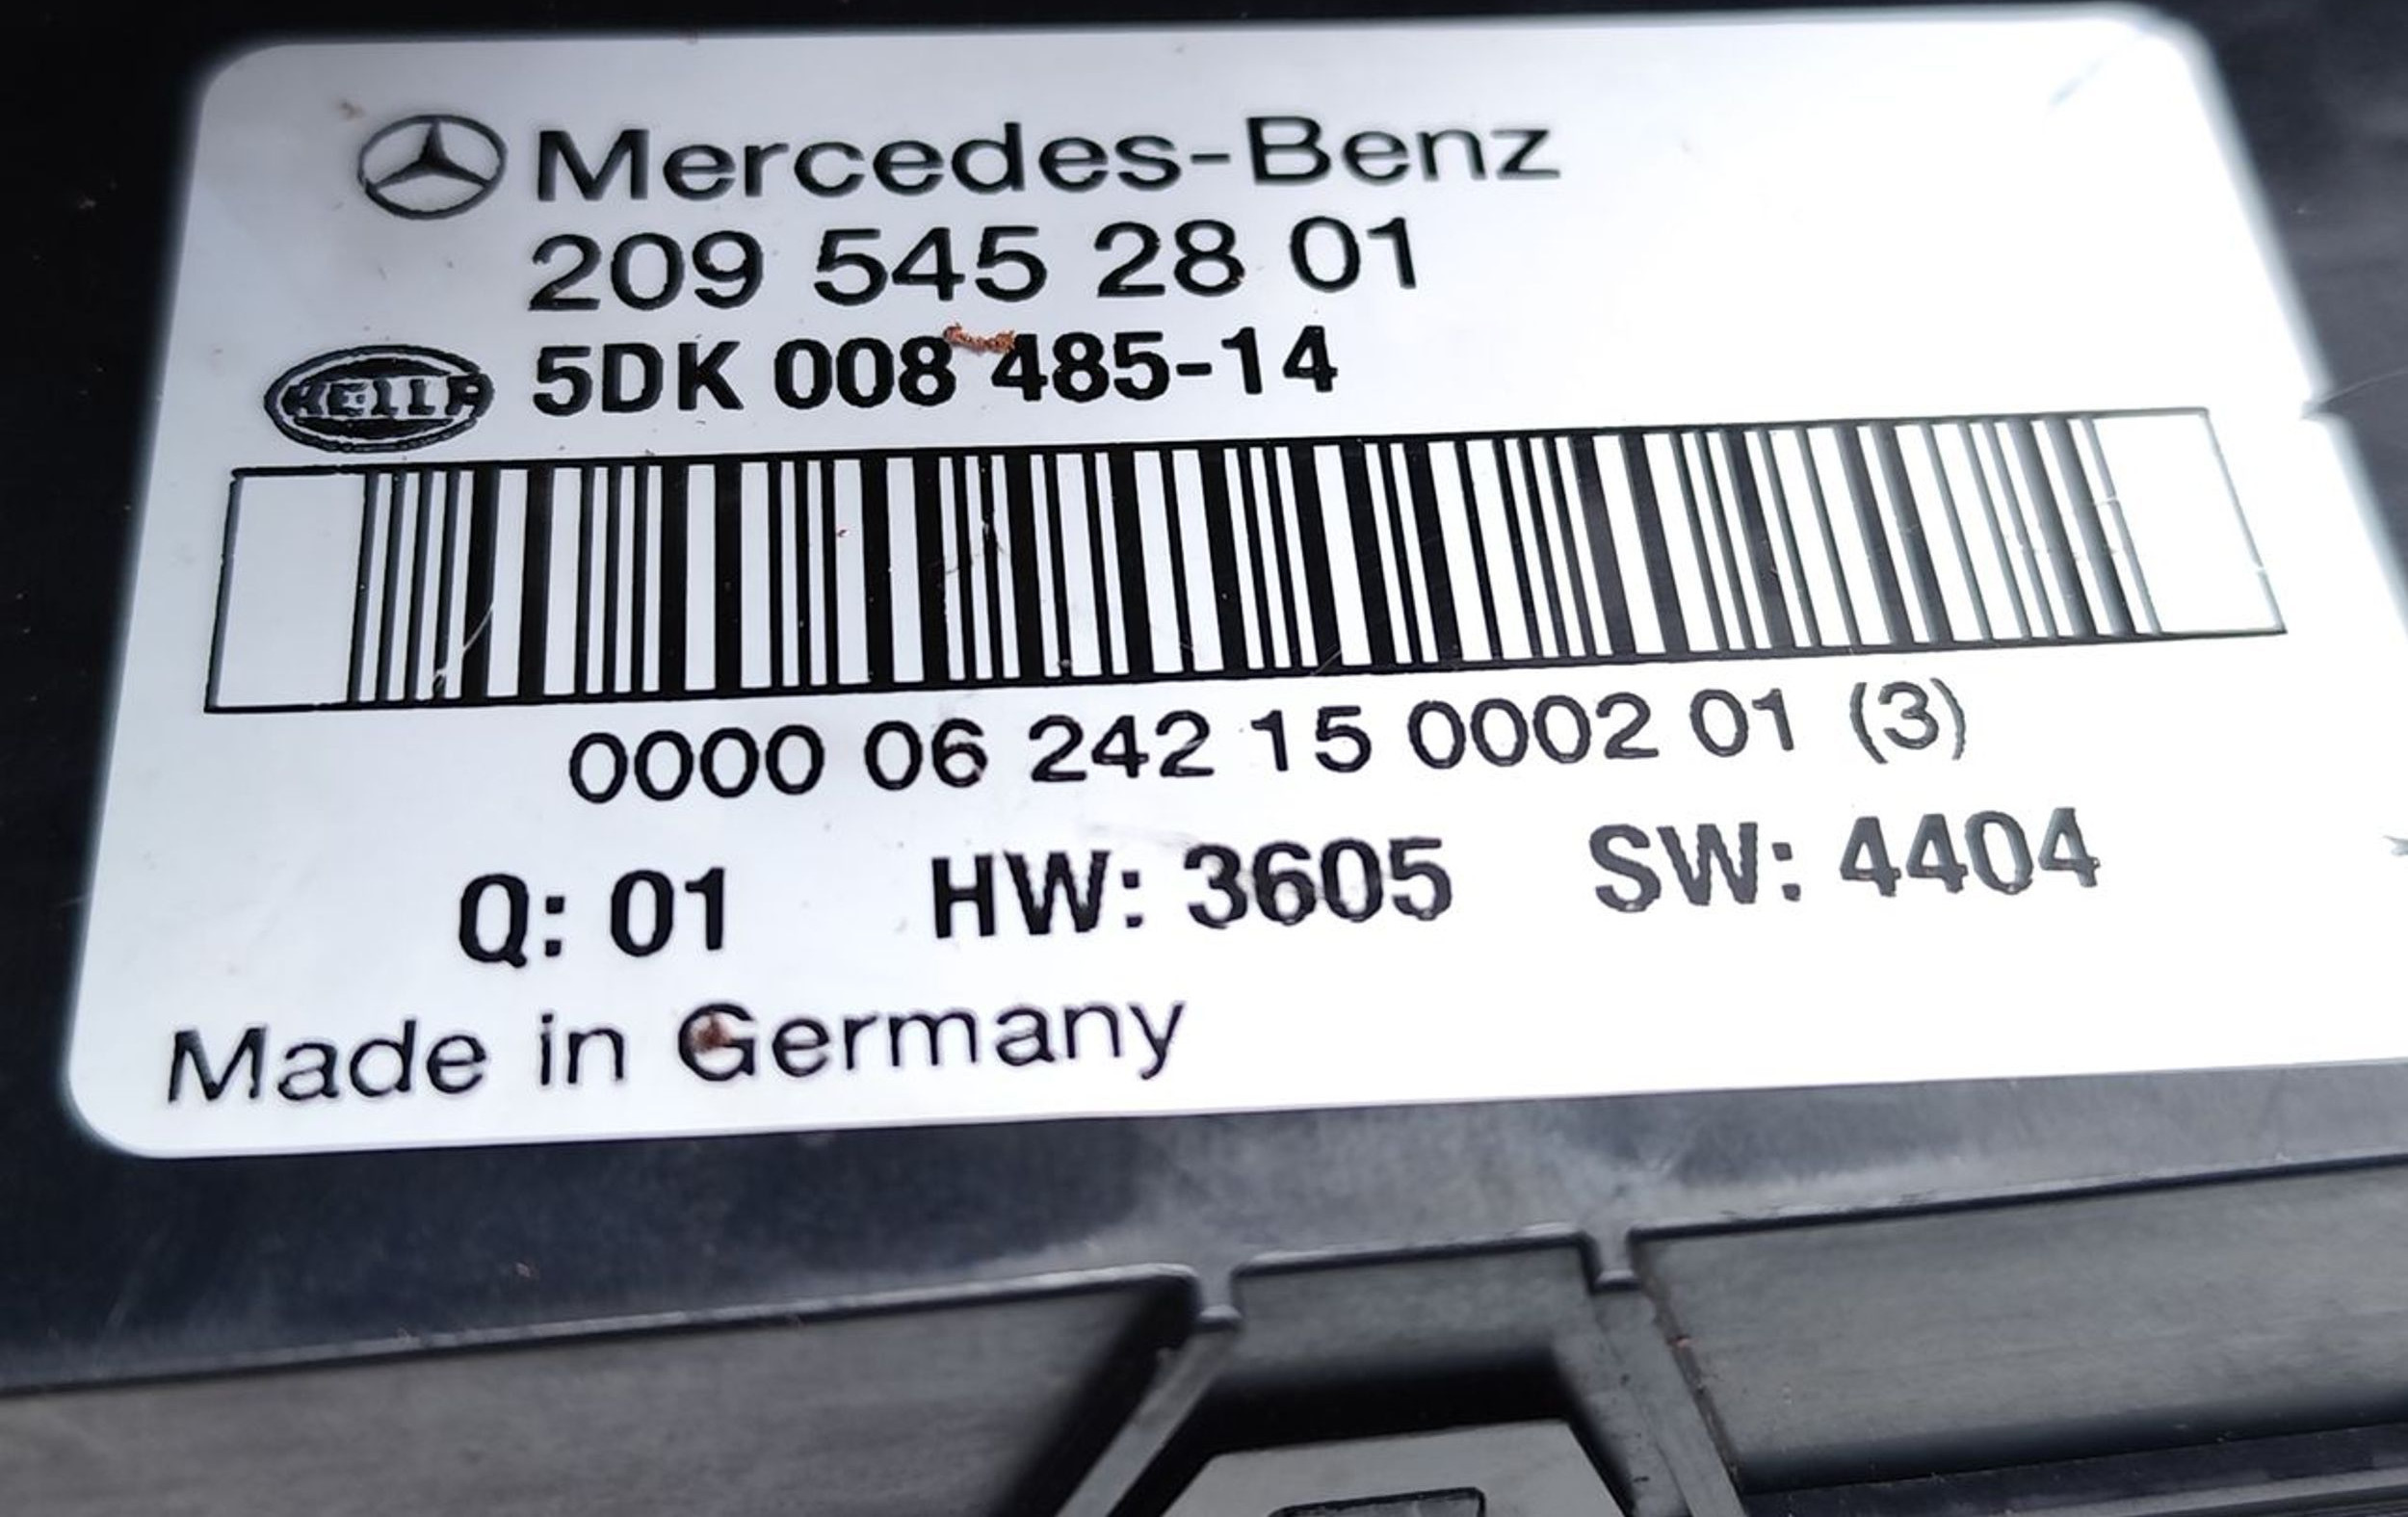 Mercedes-Benz
209 545 28 01
HELLA 5DK 008 485-14
0000 06 242 15 0002 01 (3)
Q: 01 HW: 3605 SW: 4404
Made in Germany